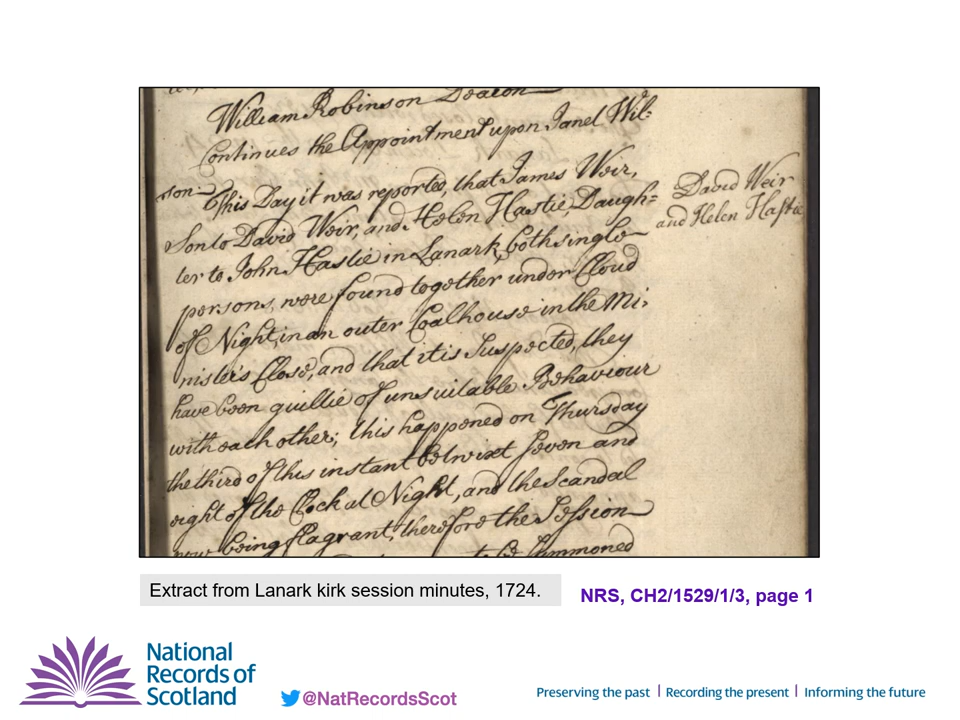 William Robinson Deacon
Continues the Appointment upon Janel Wil:
son
This Day it was reported, that James Weir,
Son to David Weir, and Helen Hastie, Daugh=
ter to John Hastie in Lanark, both single
persons, were found together under Cloud
of Night, in an outer Coalhouse in the Mi:
nister's Close, and that it is Suspected, they
have been guiltie of unsuitable Behaviour
with each other; this happened on Thursday
the third of this instant betwixt Seven and
eight of the Clock at Night, and the Scandal
now being flagrant, therefore the Session
to be Summoned
David Weir
and Helen Hastie
Extract from Lanark kirk session minutes, 1724.
NRS, CH2/1529/1/3, page 1
National
Records of
Scotland
@NatRecordsScot
Preserving the past | Recording the present | Informing the future